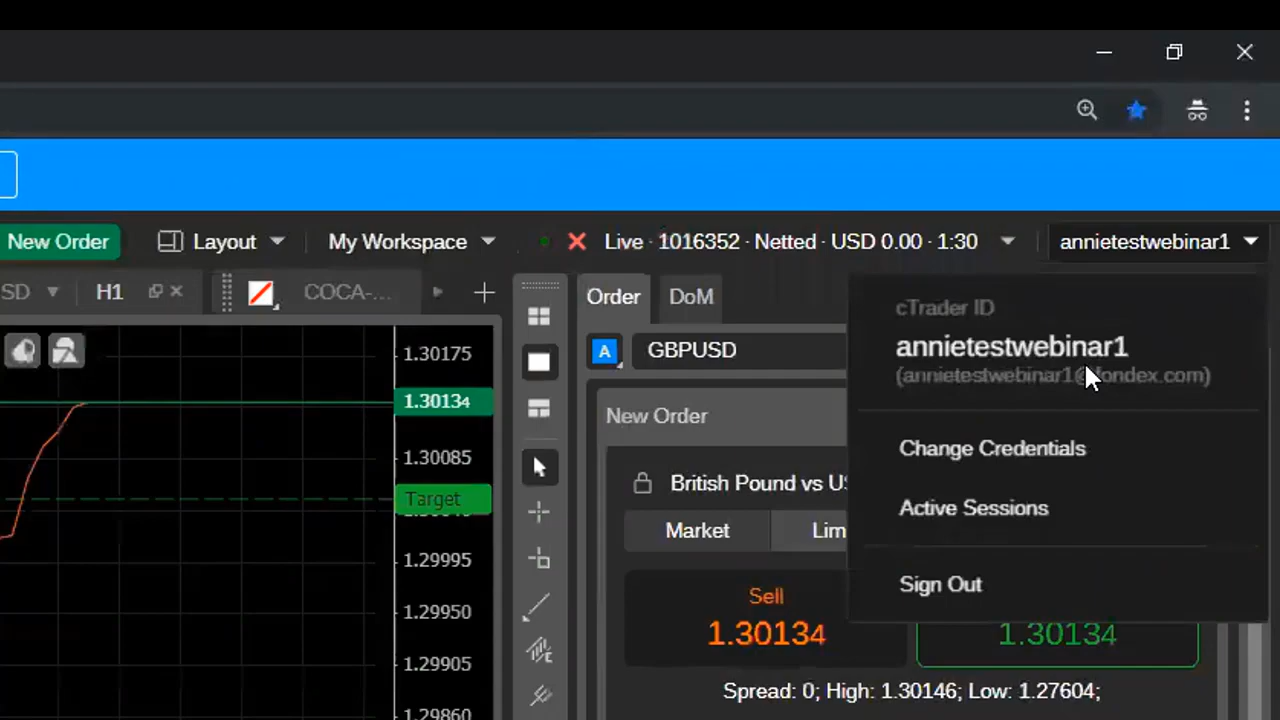 New Order Layout My Workspace Live · 1016352 · Netted · USD 0.00 · 1:30 annietestwebinar1
SD H1 COCA-...
Order DoM
cTrader ID
annietestwebinar1
(annietestwebinar1@fondex.com)
A GBPUSD
1.30175
1.30134
New Order
Change Credentials
1.30085
British Pound vs U
Target
Active Sessions
Market Lim
1.29995
Sell
Sign Out
1.29950
1.30134 1.30134
1.29905
Spread: 0; High: 1.30146; Low: 1.27604;
1.29860